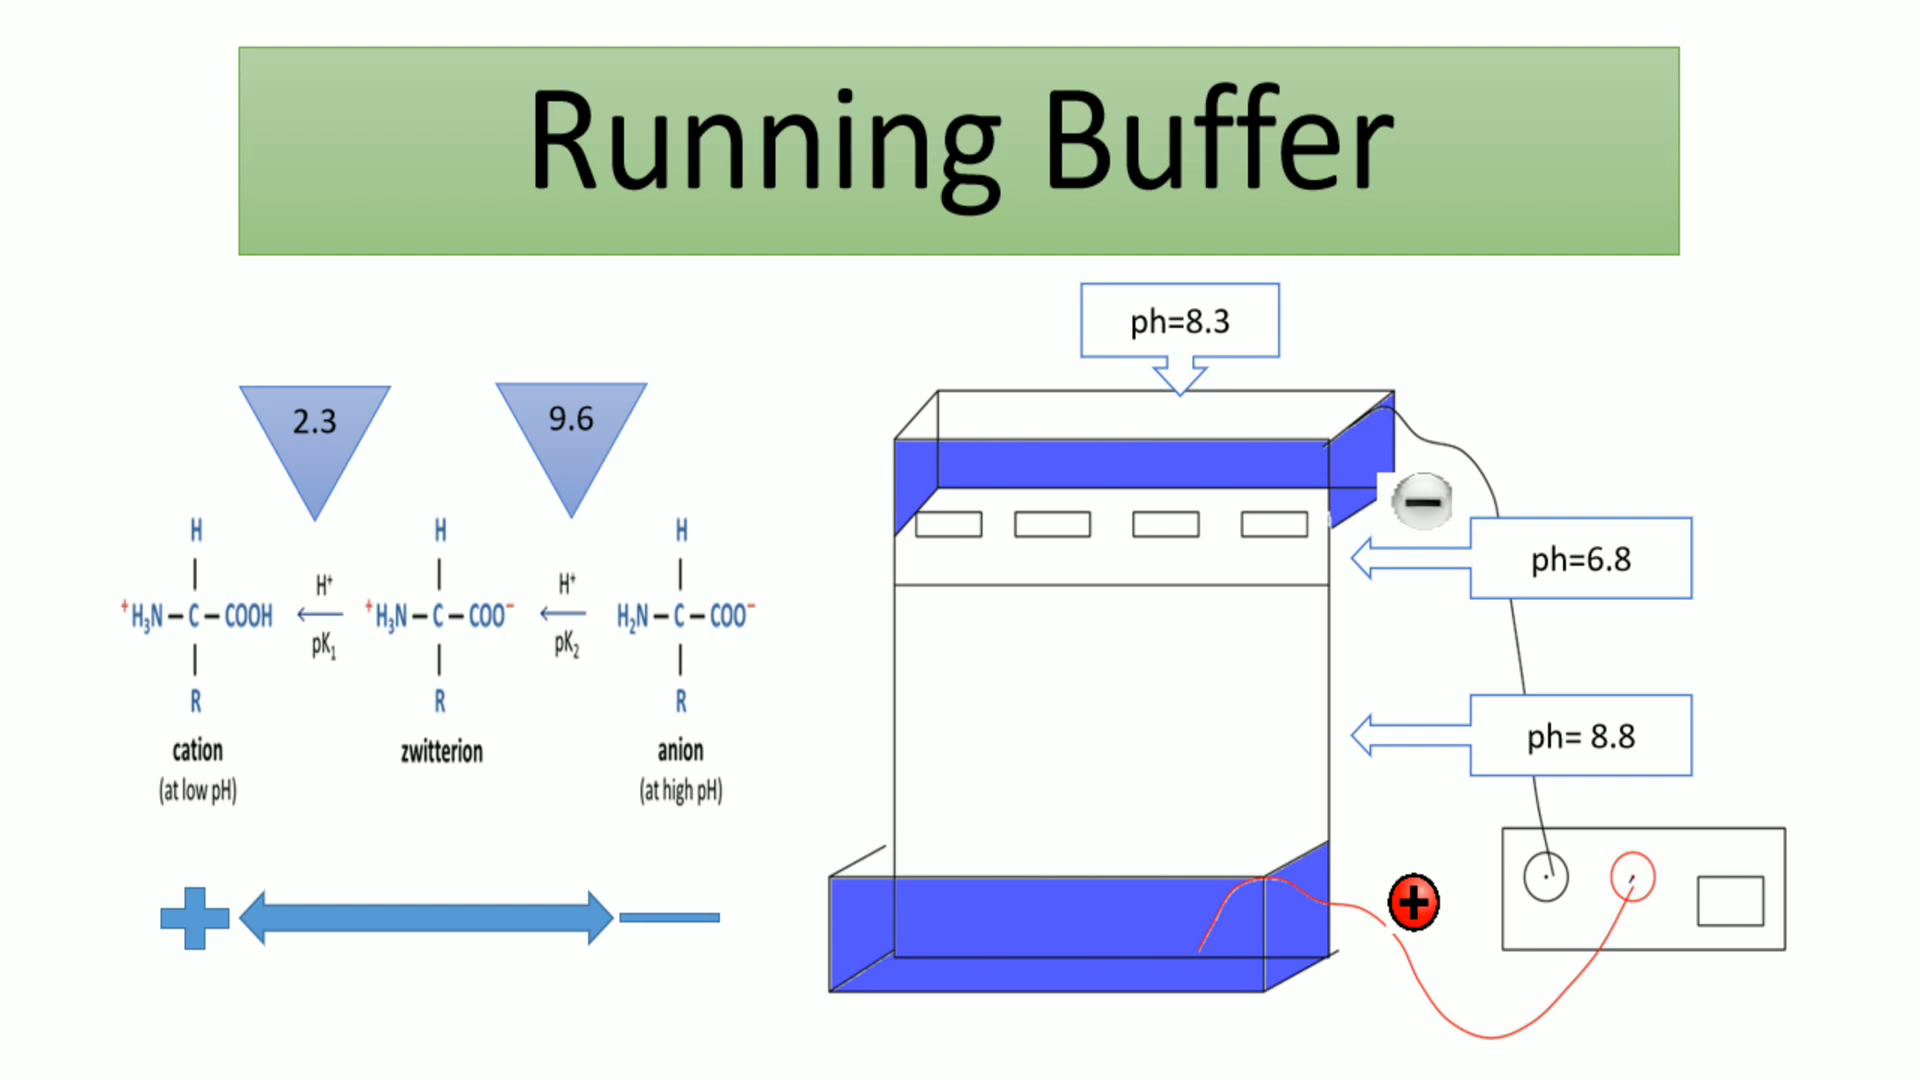 Running Buffer
ph=8.3
2.3
9.6
H
H
H
⁺H₃N – C – COOH
H⁺
pK₁
⁺H₃N – C – COO⁻
H⁺
pK₂
H₂N – C – COO⁻
R
R
R
cation
(at low pH)
zwitterion
anion
(at high pH)
ph=6.8
ph= 8.8